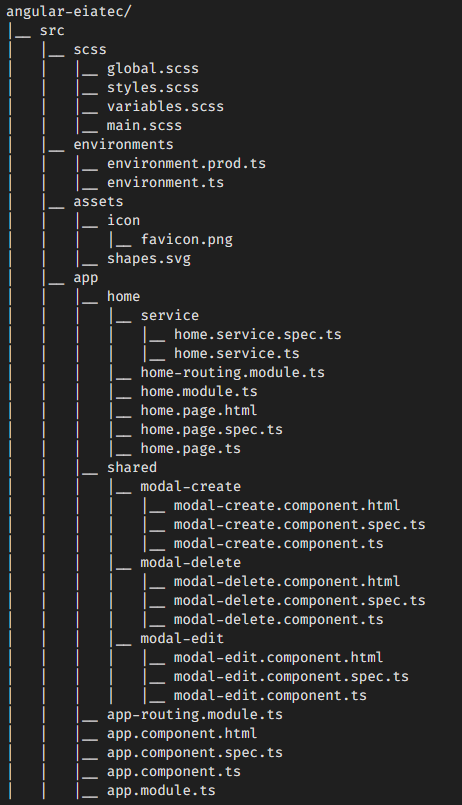 angular-eiatec/
|__ src
|   |__ scss
|   |   |__ global.scss
|   |   |__ styles.scss
|   |   |__ variables.scss
|   |   |__ main.scss
|   |__ environments
|   |   |__ environment.prod.ts
|   |   |__ environment.ts
|   |__ assets
|   |   |__ icon
|   |   |   |__ favicon.png
|   |   |__ shapes.svg
|   |__ app
|   |   |__ home
|   |   |   |__ service
|   |   |   |   |__ home.service.spec.ts
|   |   |   |   |__ home.service.ts
|   |   |   |__ home-routing.module.ts
|   |   |   |__ home.module.ts
|   |   |   |__ home.page.html
|   |   |   |__ home.page.spec.ts
|   |   |   |__ home.page.ts
|   |   |__ shared
|   |   |   |__ modal-create
|   |   |   |   |__ modal-create.component.html
|   |   |   |   |__ modal-create.component.spec.ts
|   |   |   |   |__ modal-create.component.ts
|   |   |   |__ modal-delete
|   |   |   |   |__ modal-delete.component.html
|   |   |   |   |__ modal-delete.component.spec.ts
|   |   |   |   |__ modal-delete.component.ts
|   |   |   |__ modal-edit
|   |   |   |   |__ modal-edit.component.html
|   |   |   |   |__ modal-edit.component.spec.ts
|   |   |   |   |__ modal-edit.component.ts
|   |   |__ app-routing.module.ts
|   |   |__ app.component.html
|   |   |__ app.component.spec.ts
|   |   |__ app.component.ts
|   |   |__ app.module.ts